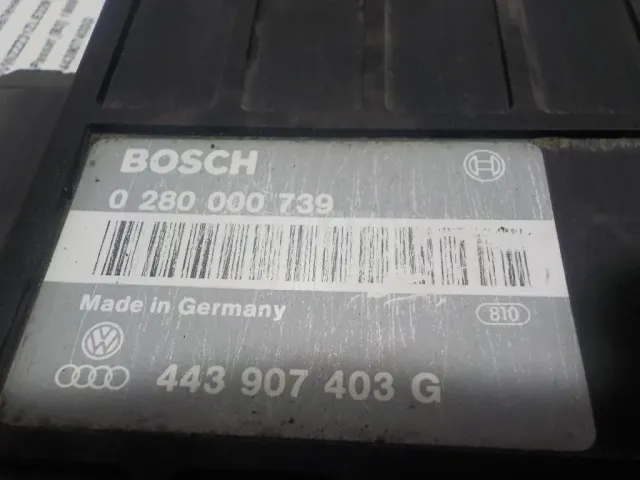 BOSCH
0 280 000 739
Made in Germany
810
443 907 403 G